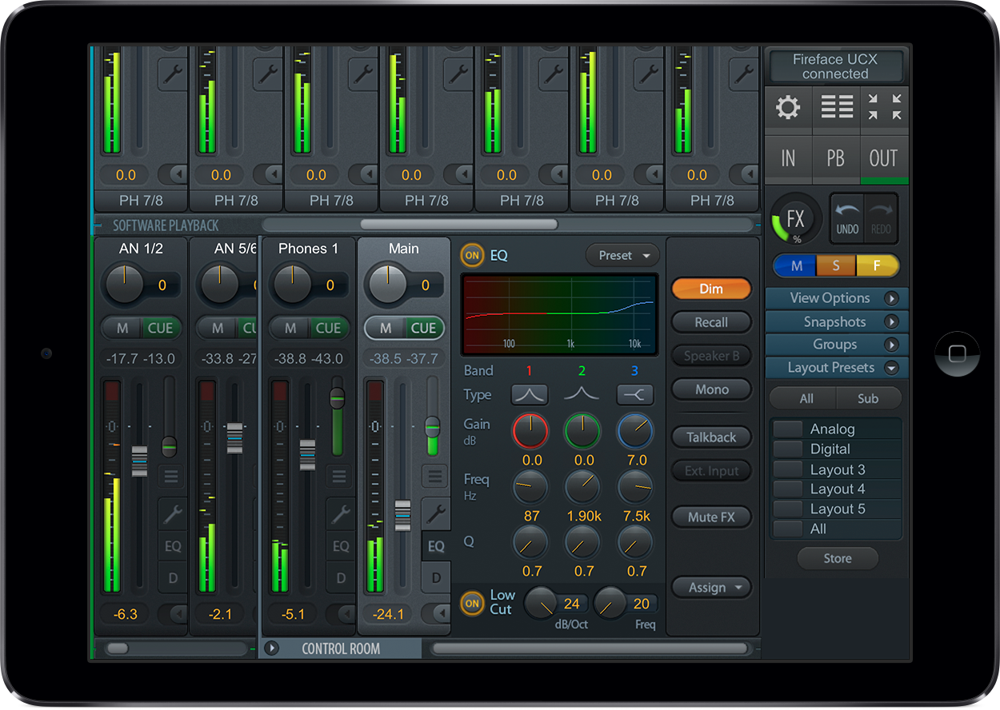 Fireface UCX
connected
IN PB OUT
0.0 0.0 0.0 0.0 0.0 0.0 0.0
PH 7/8 PH 7/8 PH 7/8 PH 7/8 PH 7/8 PH 7/8 PH 7/8
SOFTWARE PLAYBACK
FX
%
UNDO REDO
M S F
View Options
Snapshots
Groups
Layout Presets
All Sub
Analog
Digital
Layout 3
Layout 4
Layout 5
All
Store
AN 1/2 AN 5/6 Phones 1 Main
0 0 0
M CUE M CU M CUE M CUE
-17.7 -13.0 -33.8 -27 -38.8 -43.0 -38.5 -37.7
-0- -0- -0- -0-
EQ EQ EQ
D D D
-6.3 -2.1 -5.1 -24.1
CONTROL ROOM
ON EQ Preset
100 1k 10k
Band 1 2 3
Type
Gain
dB
0.0 0.0 7.0
Freq
Hz
87 1.90k 7.5k
Q
0.7 0.7 0.7
ON Low
Cut
24 20
dB/Oct Freq
Dim
Recall
Speaker B
Mono
Talkback
Ext. Input
Mute FX
Assign